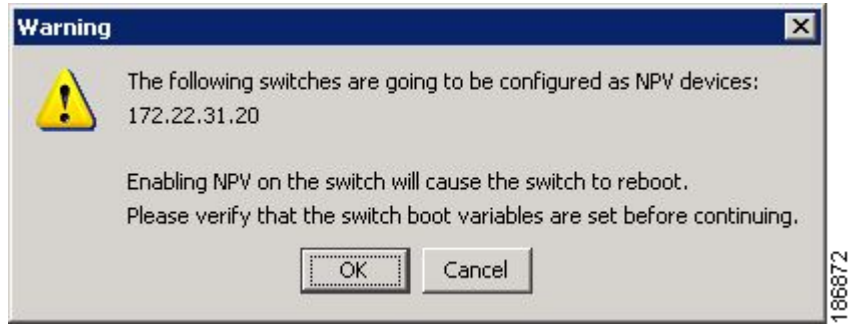 Warning
The following switches are going to be configured as NPV devices:
172.22.31.20
Enabling NPV on the switch will cause the switch to reboot.
Please verify that the switch boot variables are set before continuing.
OK
Cancel
186872